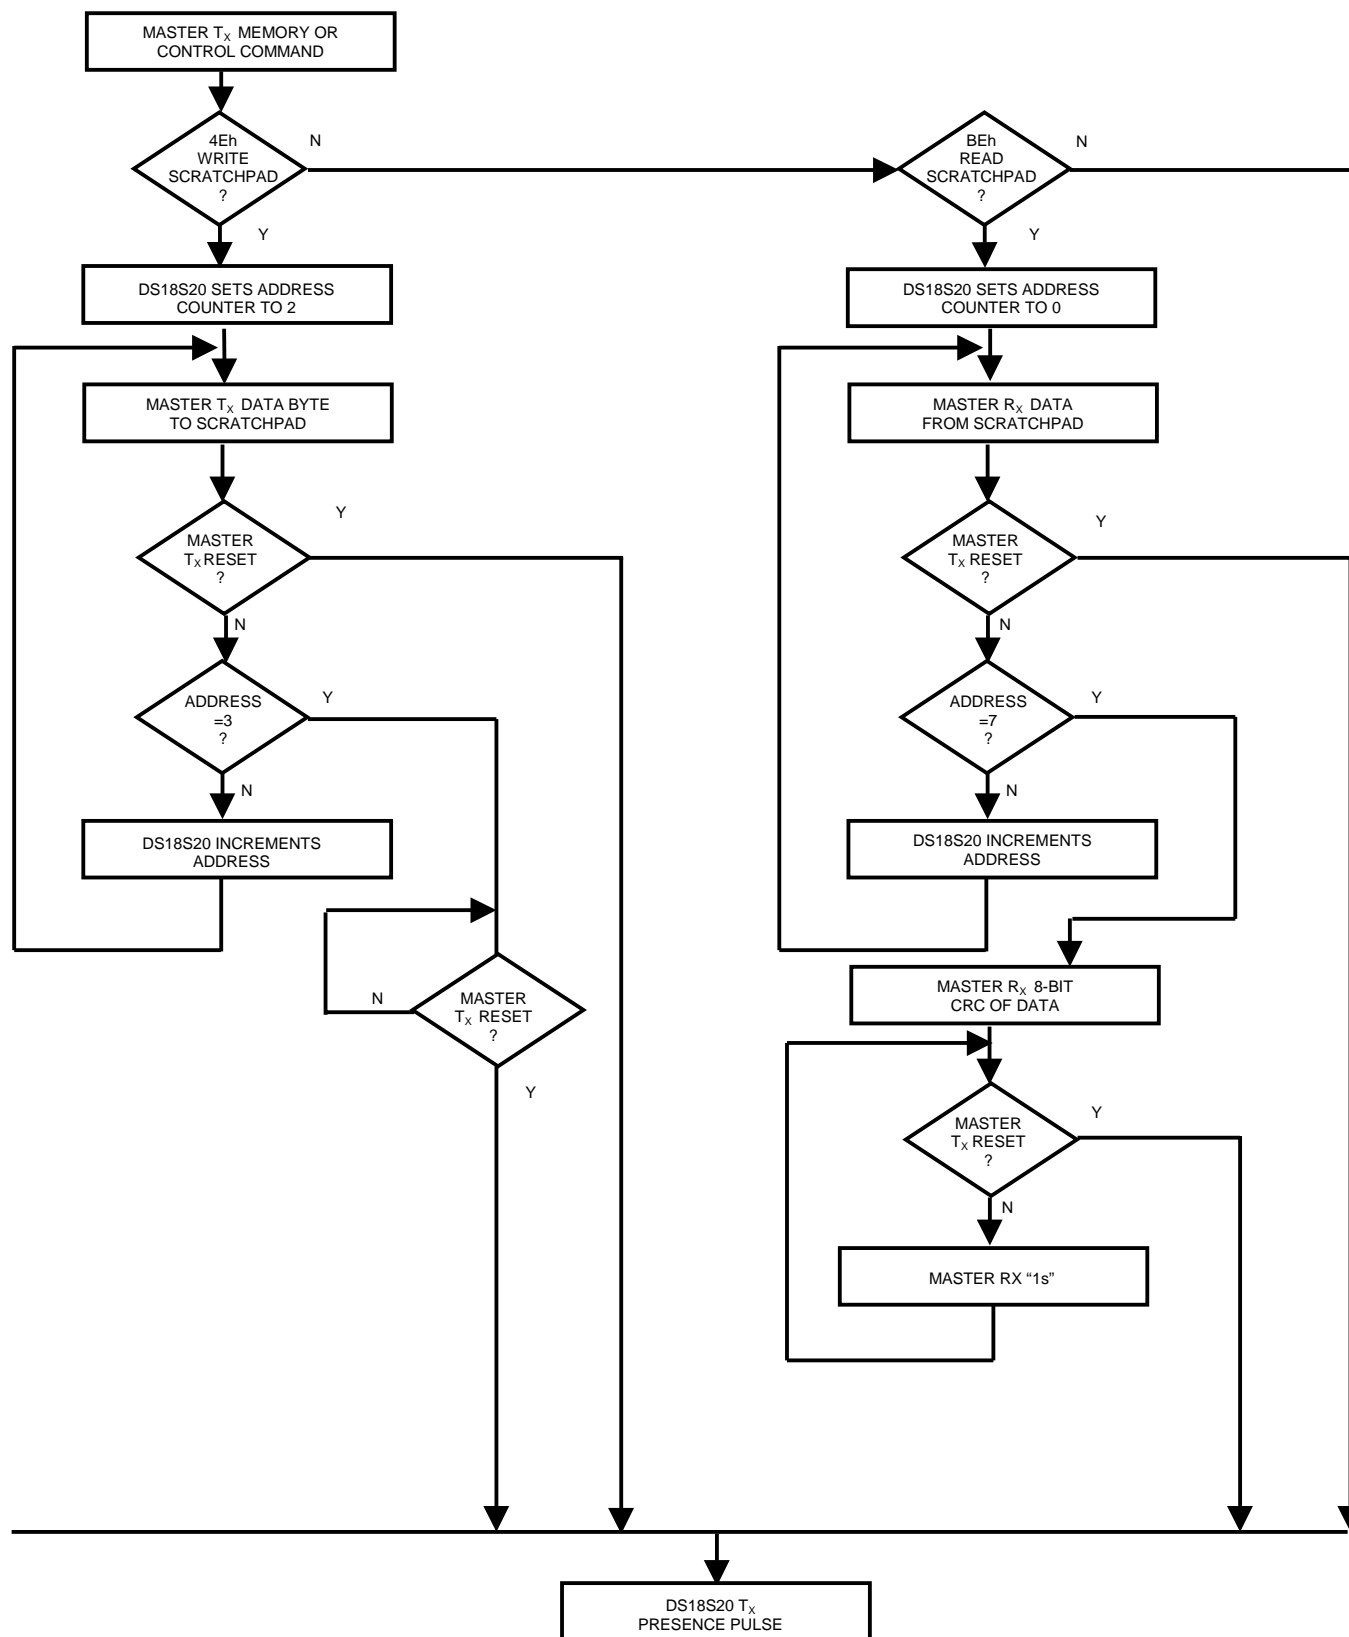 MASTER Tx MEMORY OR
CONTROL COMMAND
4Eh
WRITE
SCRATCHPAD
?
N
Y
DS18S20 SETS ADDRESS
COUNTER TO 2
MASTER Tx DATA BYTE
TO SCRATCHPAD
MASTER
Tx RESET
?
Y
N
ADDRESS
=3
?
Y
N
DS18S20 INCREMENTS
ADDRESS
MASTER
Tx RESET
?
N
Y
BEh
READ
SCRATCHPAD
?
N
Y
DS18S20 SETS ADDRESS
COUNTER TO 0
MASTER Rx DATA
FROM SCRATCHPAD
MASTER
Tx RESET
?
Y
N
ADDRESS
=7
?
Y
N
DS18S20 INCREMENTS
ADDRESS
MASTER Rx 8-BIT
CRC OF DATA
MASTER
Tx RESET
?
Y
N
MASTER RX “1s”
DS18S20 Tx
PRESENCE PULSE